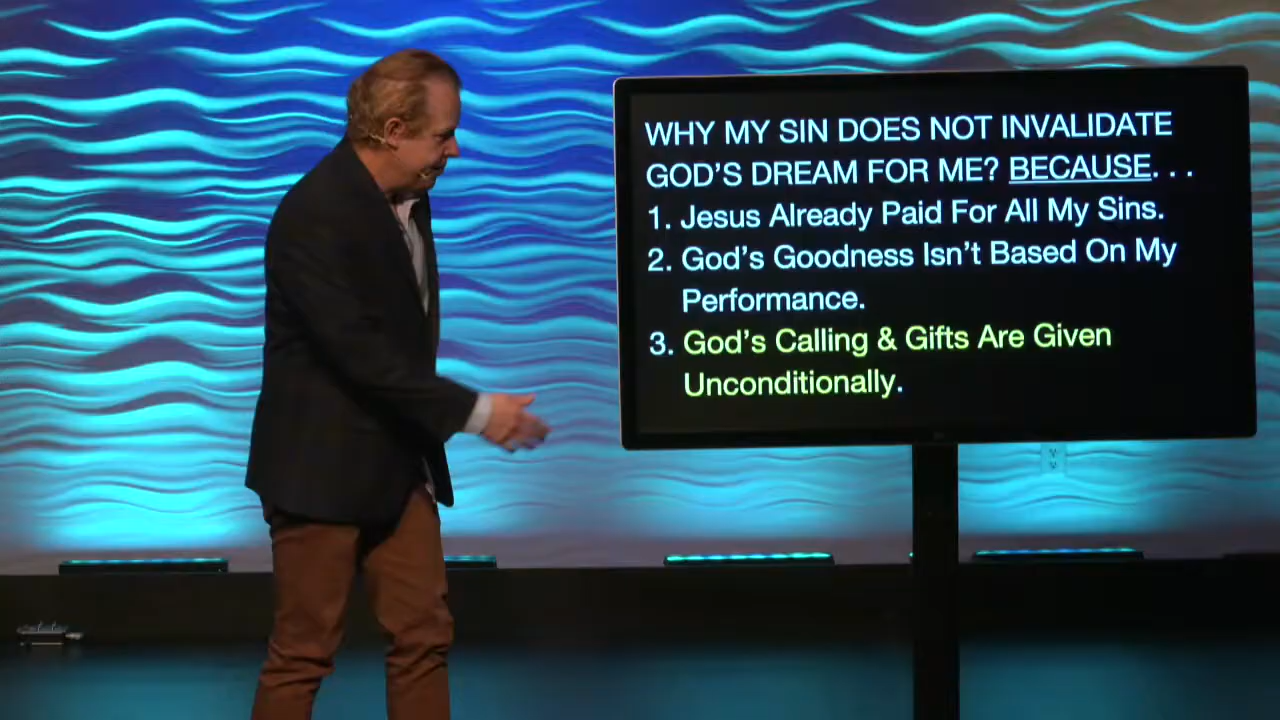 WHY MY SIN DOES NOT INVALIDATE
GOD'S DREAM FOR ME? BECAUSE. . .
1. Jesus Already Paid For All My Sins.
2. God's Goodness Isn't Based On My
Performance.
3. God's Calling & Gifts Are Given
Unconditionally.